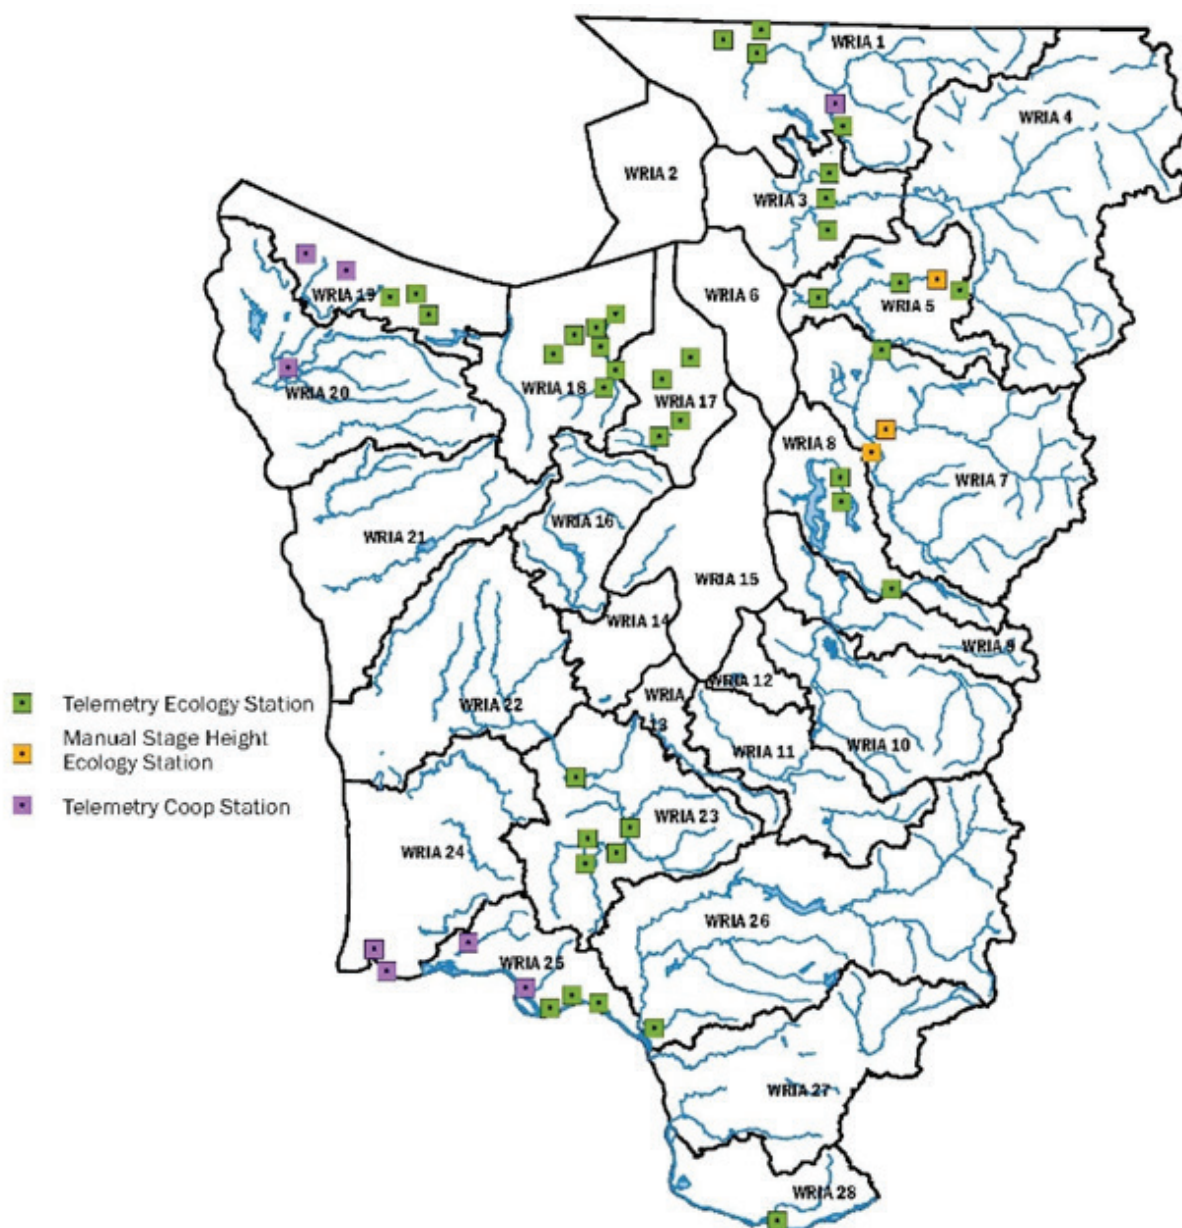 WRIA 1
WRIA 4
WRIA 2
WRIA 3
WRIA 19
WRIA 6
WRIA 5
WRIA 20
WRIA 18
WRIA 17
WRIA 8
WRIA 7
WRIA 21
WRIA 16
WRIA 15
WRIA 14
WRIA 9
WRIA 12
WRIA 22
WRIA
13
WRIA 11
WRIA 10
Telemetry Ecology Station
Manual Stage Height
Ecology Station
Telemetry Coop Station
WRIA 23
WRIA 24
WRIA 26
WRIA 25
WRIA 27
WRIA 28